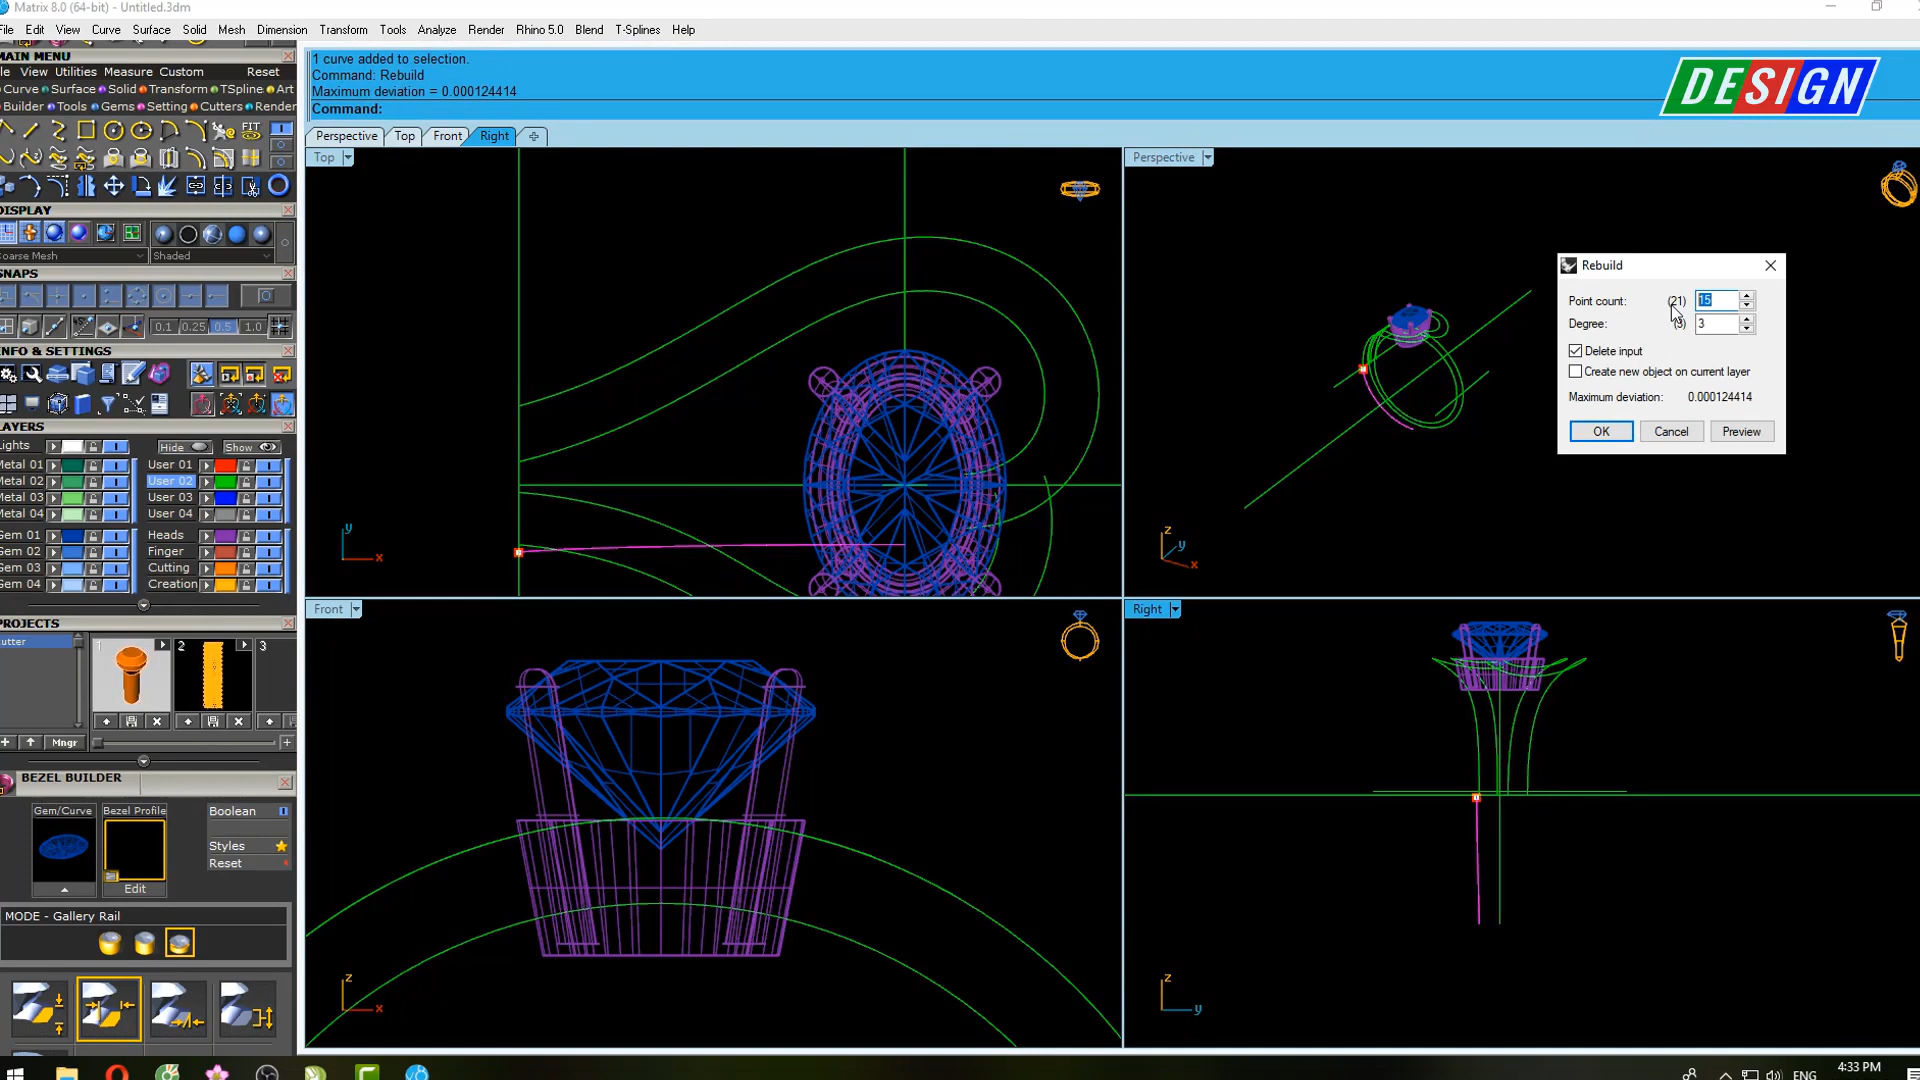 Matrix 8.0 (64-bit) - Untitled.3dm
File Edit View Curve Surface Solid Mesh Dimension Transform Tools Analyze Render Rhino 5.0 Blend T-Splines Help
MAIN MENU
le View Utilities Measure Custom Reset
Curve Surface Solid Transform TSpline Art
Builder Tools Gems Setting Cutters Render
FIT
1 curve added to selection.
Command: Rebuild
Maximum deviation = 0.000124414
Command:
DESIGN
Perspective Top Front Right
Top
Perspective
DISPLAY
oarse Mesh Shaded
SNAPS
0.1 0.25 0.5 1.0
INFO & SETTINGS
LAYERS
ights Hide Show
Metal 01 User 01
Metal 02 User 02
Metal 03 User 03
Metal 04 User 04
Gem 01 Heads
Gem 02 Finger
Gem 03 Cutting
Gem 04 Creation
PROJECTS
utter
1 2 3
Mngr
BEZEL BUILDER
Gem/Curve Bezel Profile Boolean
Styles
Reset
Edit
MODE - Gallery Rail
Rebuild
Point count: (21) 15
Degree: (3) 3
Delete input
Create new object on current layer
Maximum deviation: 0.000124414
OK Cancel Preview
y
x
z
y
x
Front
Right
z
x
z
y
ENG
4:33 PM